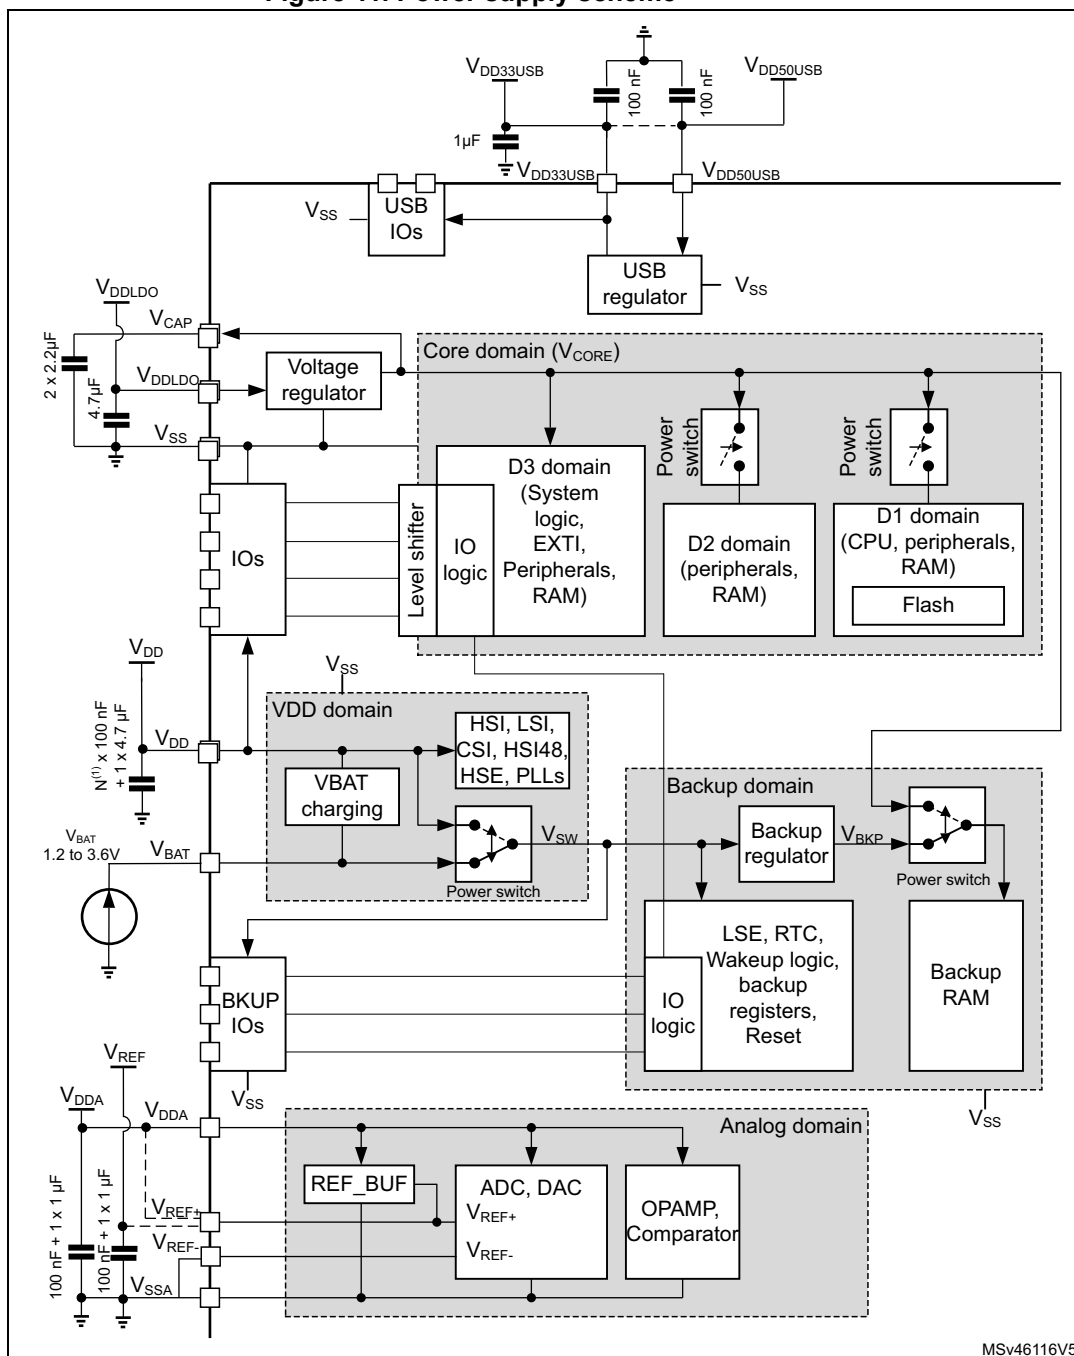 VDD33USB
100 nF
100 nF
VDD50USB
1µF
VDD33USB
VDD50USB
VSS
USB
IOs
USB
regulator
VSS
VDDLDO
VCAP
2 x 2.2µF
4.7µF
VDDLDO
Voltage
regulator
VSS
Core domain (VCORE)
Power
switch
Power
switch
IOs
Level shifter
IO
logic
D3 domain
(System
logic,
EXTI,
Peripherals,
RAM)
D2 domain
(peripherals,
RAM)
D1 domain
(CPU, peripherals,
RAM)
Flash
VDD
N(1) x 100 nF
+ 1 x 4.7 µF
VDD
VSS
VDD domain
HSI, LSI,
CSI, HSI48,
HSE, PLLs
VBAT
charging
VBAT
1.2 to 3.6V
VBAT
Power switch
VSW
Backup domain
Backup
regulator
VBKP
Power switch
LSE, RTC,
Wakeup logic,
backup
registers,
Reset
IO
logic
Backup
RAM
BKUP
IOs
VSS
VSS
VREF
VDDA
VDDA
100 nF + 1 x 1 µF
100 nF + 1 x 1 µF
VREF+
VREF-
VSSA
Analog domain
REF_BUF
ADC, DAC
VREF+
VREF-
OPAMP,
Comparator
MSv46116V5